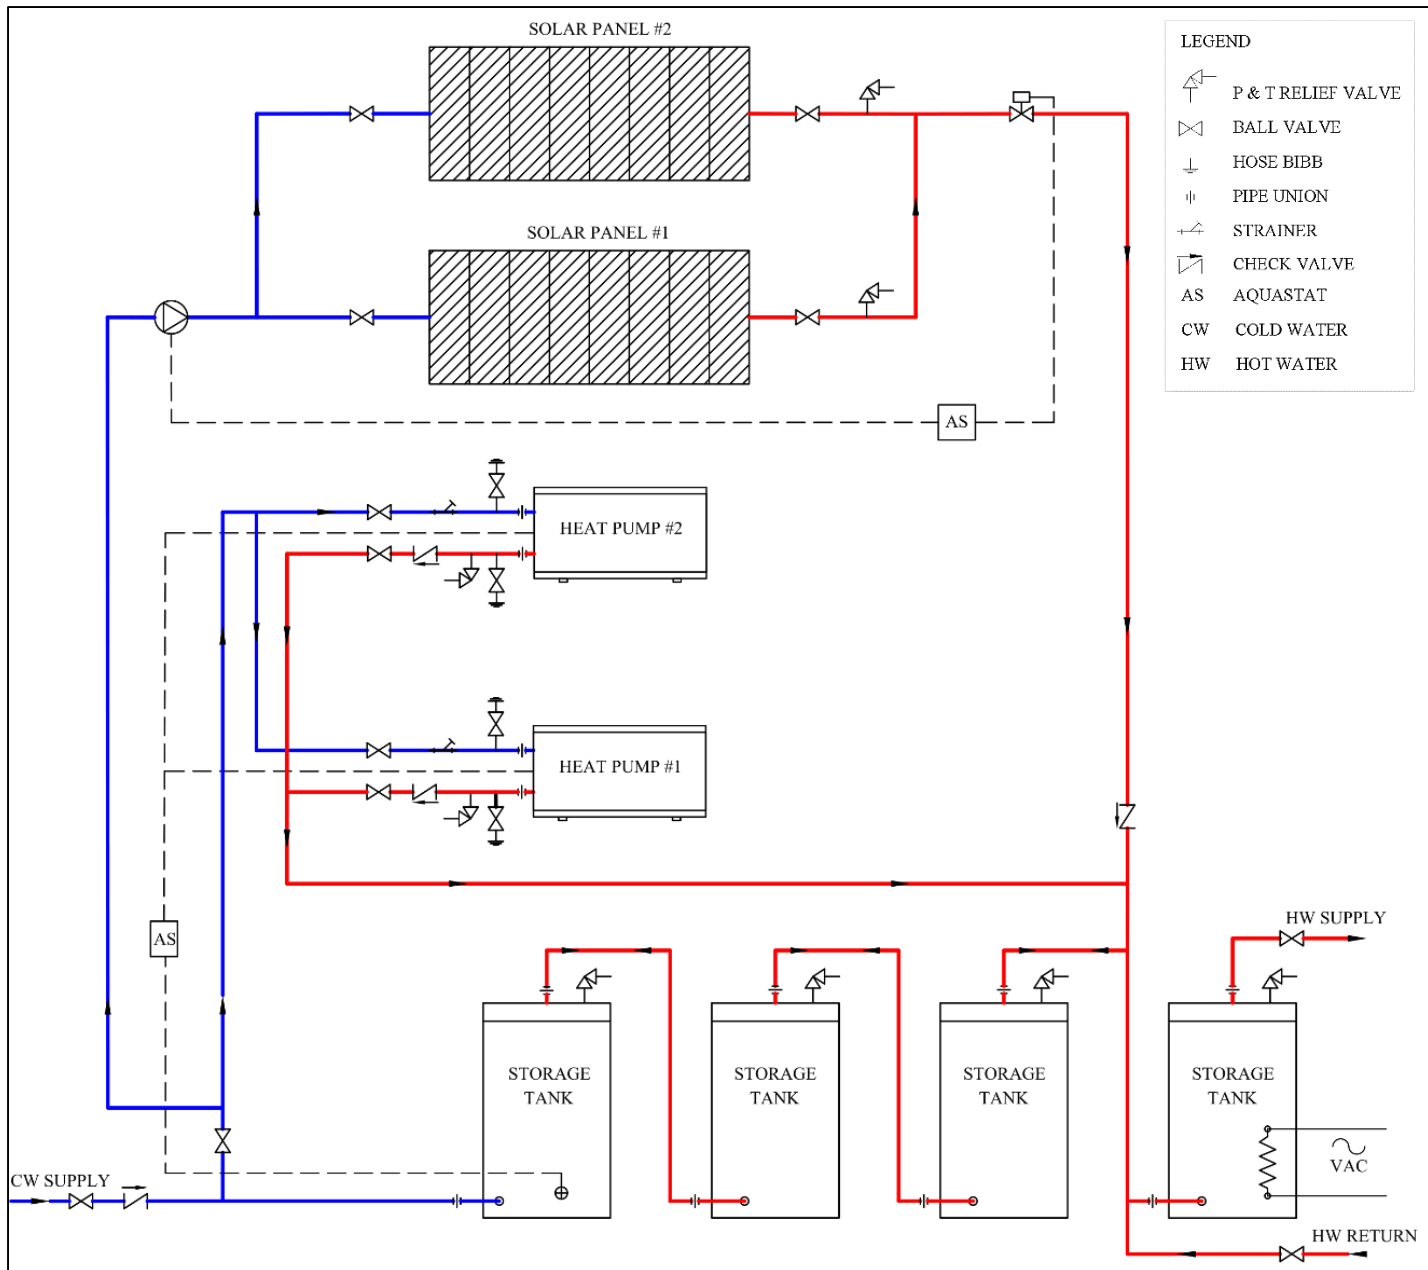 SOLAR PANEL #2
LEGEND
P & T RELIEF VALVE
BALL VALVE
HOSE BIBB
PIPE UNION
STRAINER
CHECK VALVE
AS AQUASTAT
CW COLD WATER
HW HOT WATER
SOLAR PANEL #1
AS
HEAT PUMP #2
HEAT PUMP #1
AS
HW SUPPLY
STORAGE
TANK
STORAGE
TANK
STORAGE
TANK
STORAGE
TANK
VAC
CW SUPPLY
HW RETURN